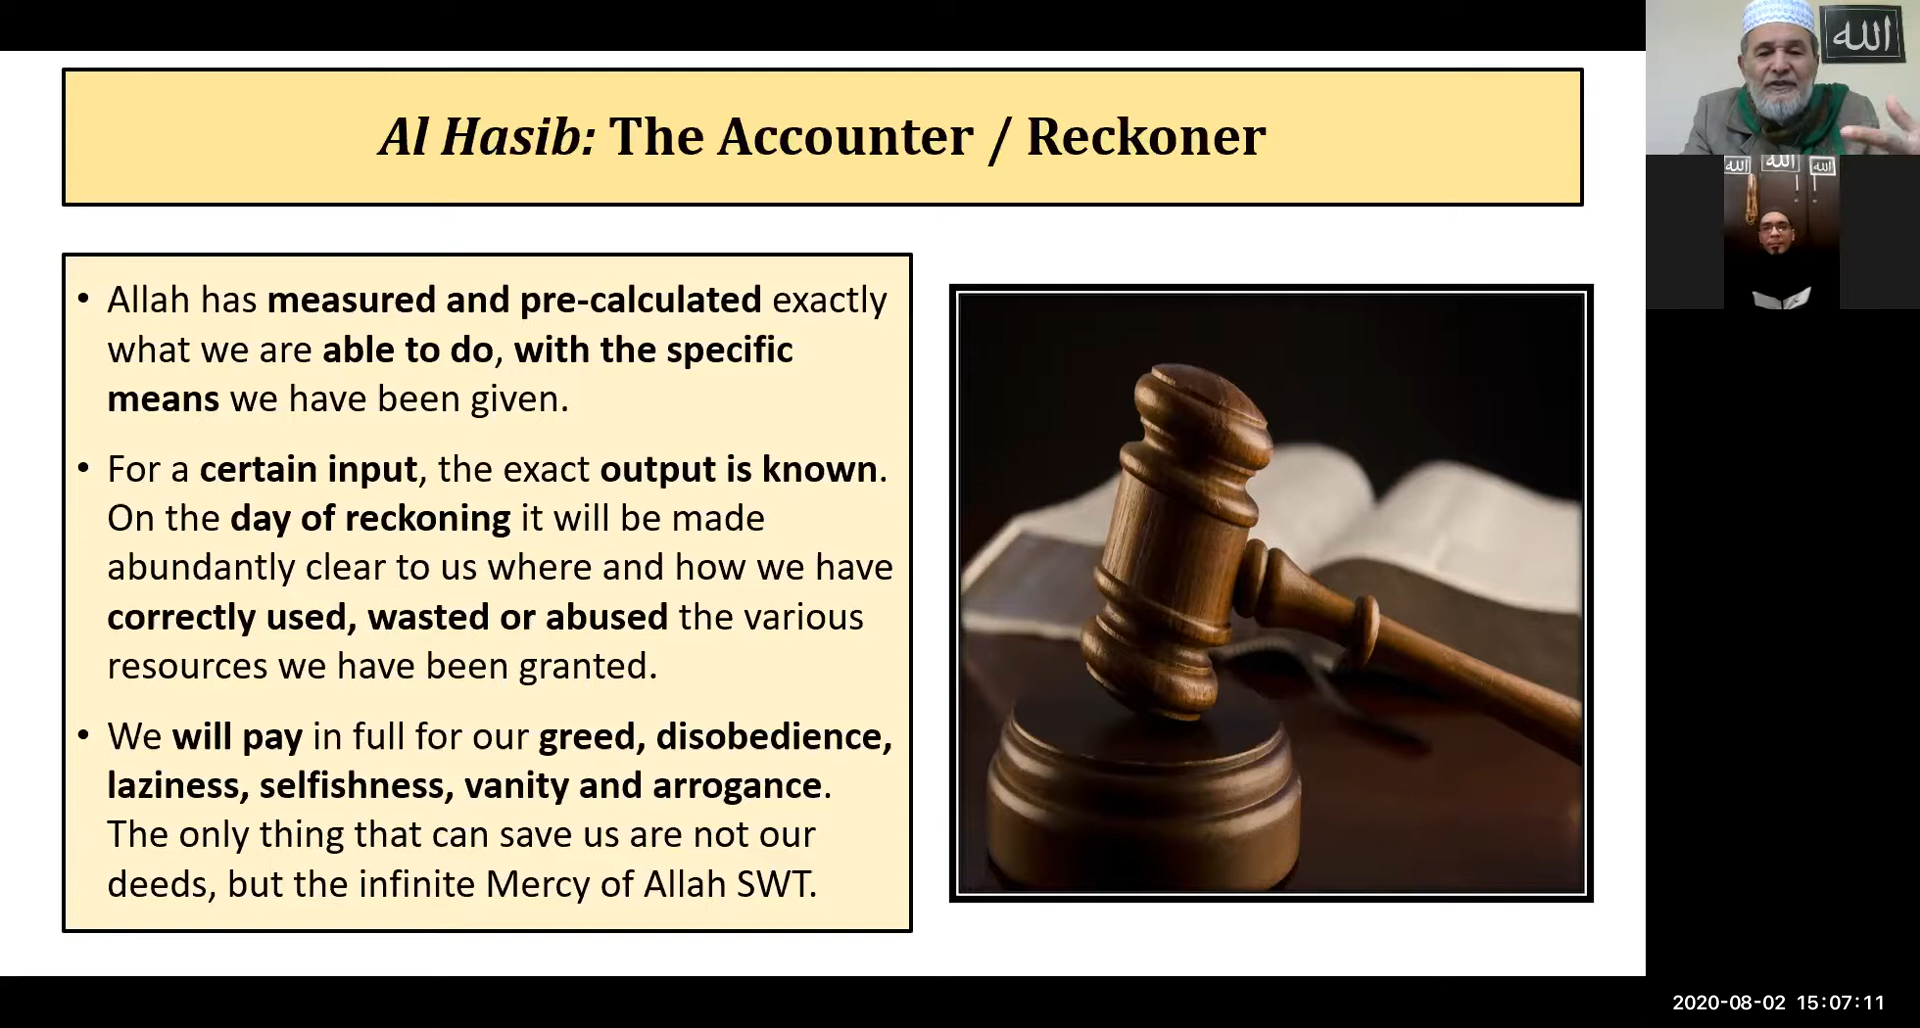 Al Hasib: The Accounter / Reckoner
• Allah has measured and pre-calculated exactly
what we are able to do, with the specific
means we have been given.
• For a certain input, the exact output is known.
On the day of reckoning it will be made
abundantly clear to us where and how we have
correctly used, wasted or abused the various
resources we have been granted.
• We will pay in full for our greed, disobedience,
laziness, selfishness, vanity and arrogance.
The only thing that can save us are not our
deeds, but the infinite Mercy of Allah SWT.
الله
الله الله الله
2020-08-02 15:07:11